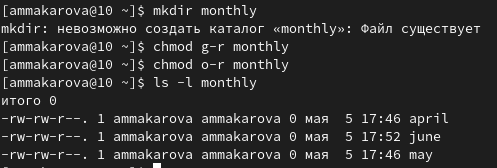 [ammakarova@10 ~]$ mkdir monthly
mkdir: невозможно создать каталог «monthly»: Файл существует
[ammakarova@10 ~]$ chmod g-r monthly
[ammakarova@10 ~]$ chmod o-r monthly
[ammakarova@10 ~]$ ls -l monthly
итого 0
-rw-rw-r--. 1 ammakarova ammakarova 0 мая  5 17:46 april
-rw-rw-r--. 1 ammakarova ammakarova 0 мая  5 17:52 june
-rw-rw-r--. 1 ammakarova ammakarova 0 мая  5 17:46 may